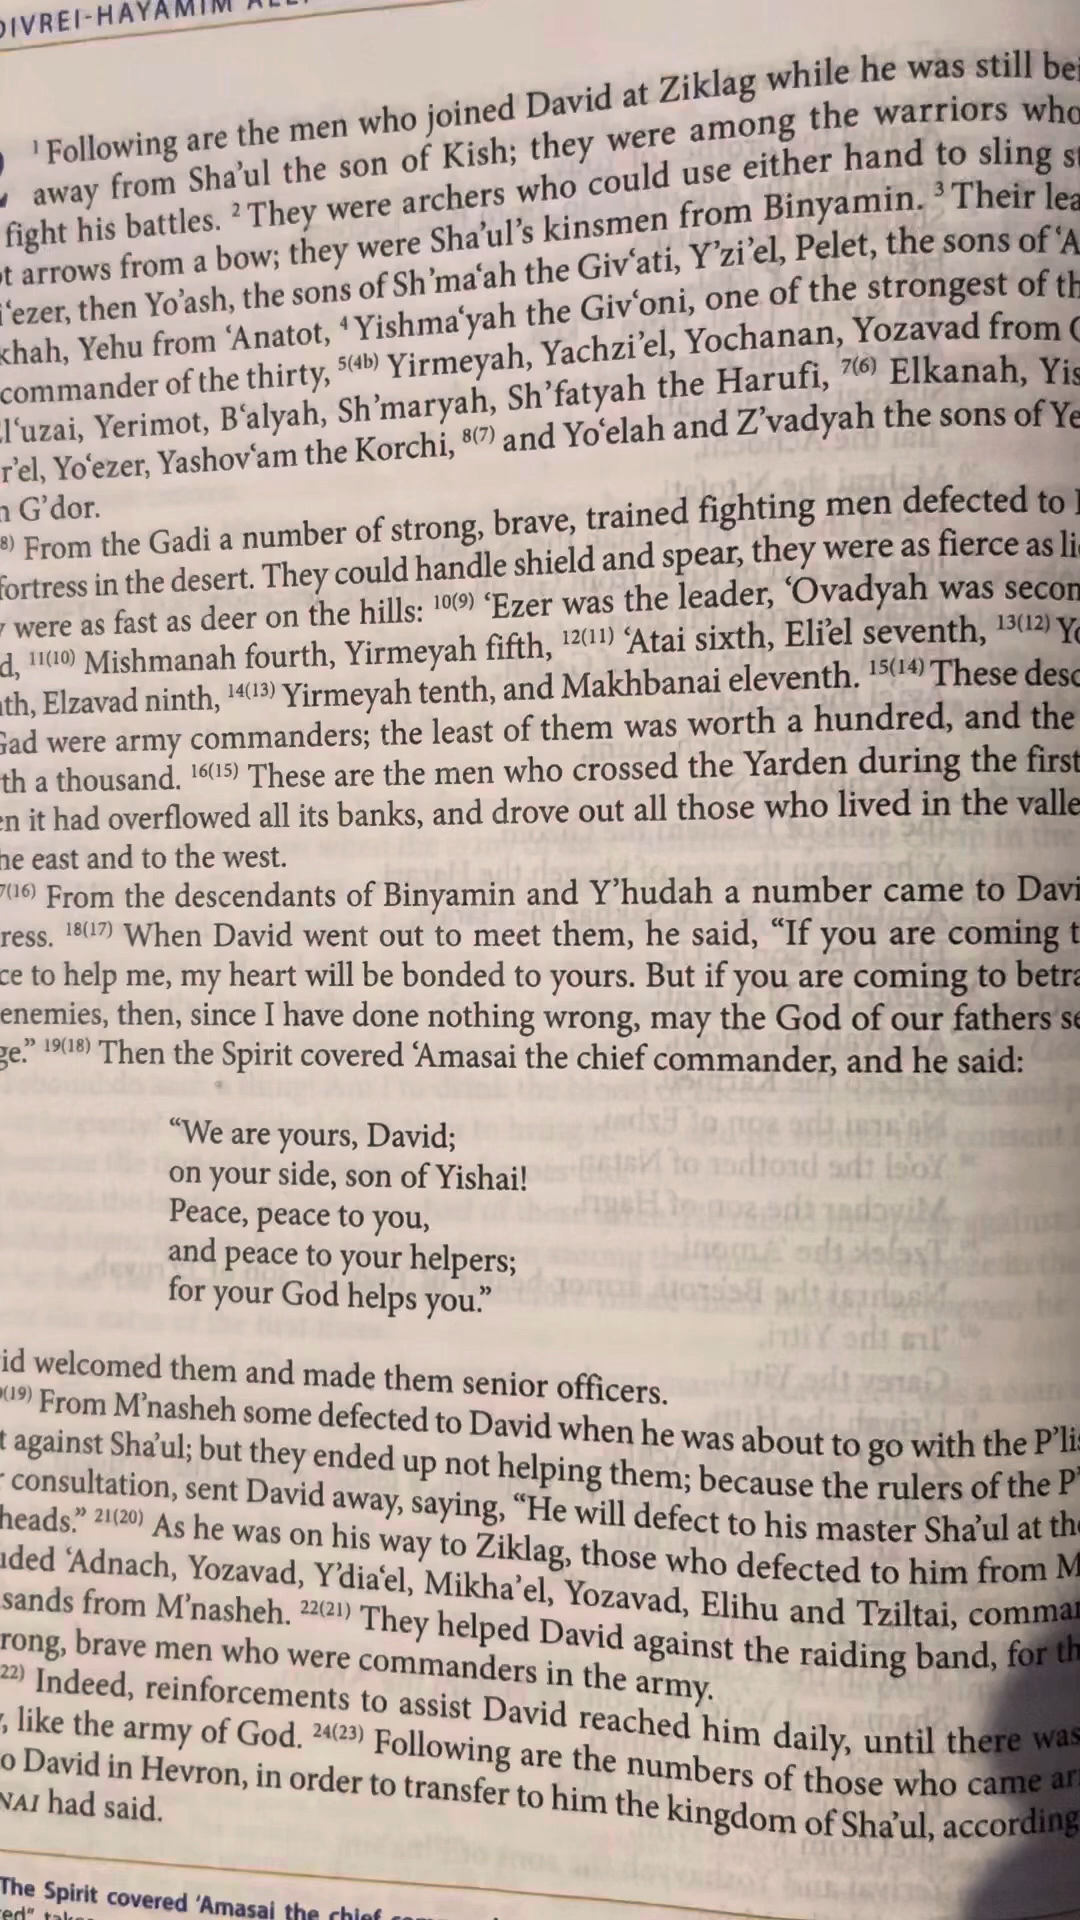 DIVREI-HAYAMIM
¹ Following are the men who joined David at Ziklag while he was still
away from Sha'ul the son of Kish; they were among the warriors who
fight his battles. ² They were archers who could use either hand to sling
arrows from a bow; they were Sha'ul's kinsmen from Binyamin. ³ Their
i‘ezer, then Yo'ash, the sons of Sh'ma‘ah the Giv‘ati, Y'zi'el, Pelet, the sons of ‘A
khah, Yehu from ‘Anatot, ⁴ Yishma‘yah the Giv‘oni, one of the strongest of
commander of the thirty, 5(4b) Yirmeyah, Yachzi'el, Yochanan, Yozavad from
l‘uzai, Yerimot, B‘alyah, Sh'maryah, Sh'fatyah the Harufi, 7(6) Elkanah, Yis
r'el, Yo‘ezer, Yashov‘am the Korchi, 8(7) and Yo‘elah and Z'vadyah the sons of Ye
G'dor.
8) From the Gadi a number of strong, brave, trained fighting men defected to
fortress in the desert. They could handle shield and spear, they were as fierce as
were as fast as deer on the hills: 10(9) ‘Ezer was the leader, ‘Ovadyah was secon
d, 11(10) Mishmanah fourth, Yirmeyah fifth, 12(11) ‘Atai sixth, Eli'el seventh, 13(12) Yo
th, Elzavad ninth, 14(13) Yirmeyah tenth, and Makhbanai eleventh. 15(14) These desc
Gad were army commanders; the least of them was worth a hundred, and the
th a thousand. 16(15) These are the men who crossed the Yarden during the first
en it had overflowed all its banks, and drove out all those who lived in the valle
he east and to the west.
7(16) From the descendants of Binyamin and Y'hudah a number came to Davi
ress. 18(17) When David went out to meet them, he said, “If you are coming t
ce to help me, my heart will be bonded to yours. But if you are coming to betra
enemies, then, since I have done nothing wrong, may the God of our fathers se
ge.” 19(18) Then the Spirit covered ‘Amasai the chief commander, and he said:
“We are yours, David;
on your side, son of Yishai!
Peace, peace to you,
and peace to your helpers;
for your God helps you.”
id welcomed them and made them senior officers.
(19) From M'nasheh some defected to David when he was about to go with the P'li
t against Sha'ul; but they ended up not helping them; because the rulers of the P'
consultation, sent David away, saying, “He will defect to his master Sha'ul at the
heads.” 21(20) As he was on his way to Ziklag, those who defected to him from M
uded ‘Adnach, Yozavad, Y'dia‘el, Mikha'el, Yozavad, Elihu and Tziltai, comman
sands from M'nasheh. 22(21) They helped David against the raiding band, for th
rong, brave men who were commanders in the army.
22) Indeed, reinforcements to assist David reached him daily, until there was
, like the army of God. 24(23) Following are the numbers of those who came ar
o David in Hevron, in order to transfer to him the kingdom of Sha'ul, according
NAI had said.
The Spirit covered ‘Amasai the chief